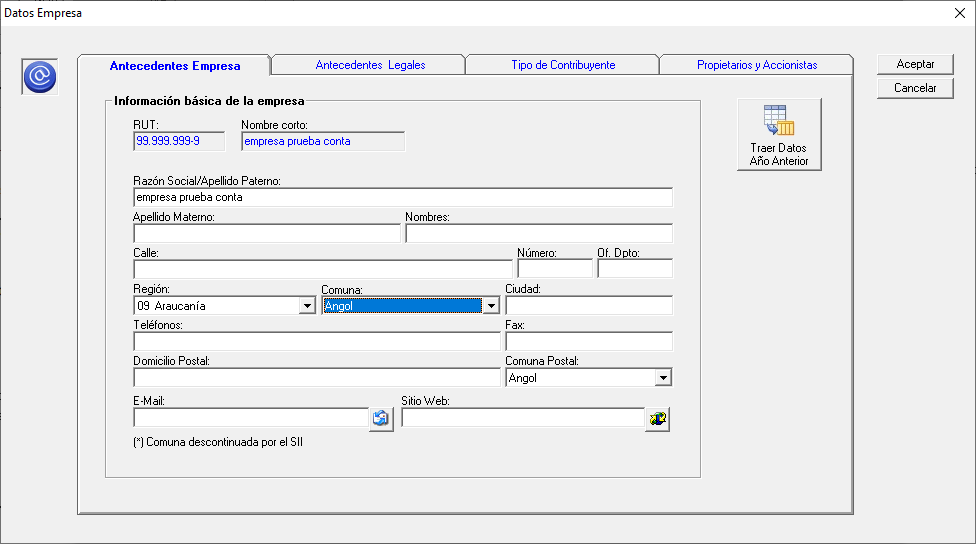 Datos Empresa
Antecedentes Empresa
Antecedentes Legales
Tipo de Contribuyente
Propietarios y Accionistas
Aceptar
Cancelar
Información básica de la empresa
RUT:
Nombre corto:
99.999.999-9
empresa prueba conta
Traer Datos
Año Anterior
Razón Social/Apellido Paterno:
empresa prueba conta
Apellido Materno:
Nombres:
Calle:
Número:
Of. Dpto:
Región:
Comuna:
Ciudad:
09 Araucanía
Angol
Teléfonos:
Fax:
Domicilio Postal:
Comuna Postal:
Angol
E-Mail:
Sitio Web:
(*) Comuna descontinuada por el SII